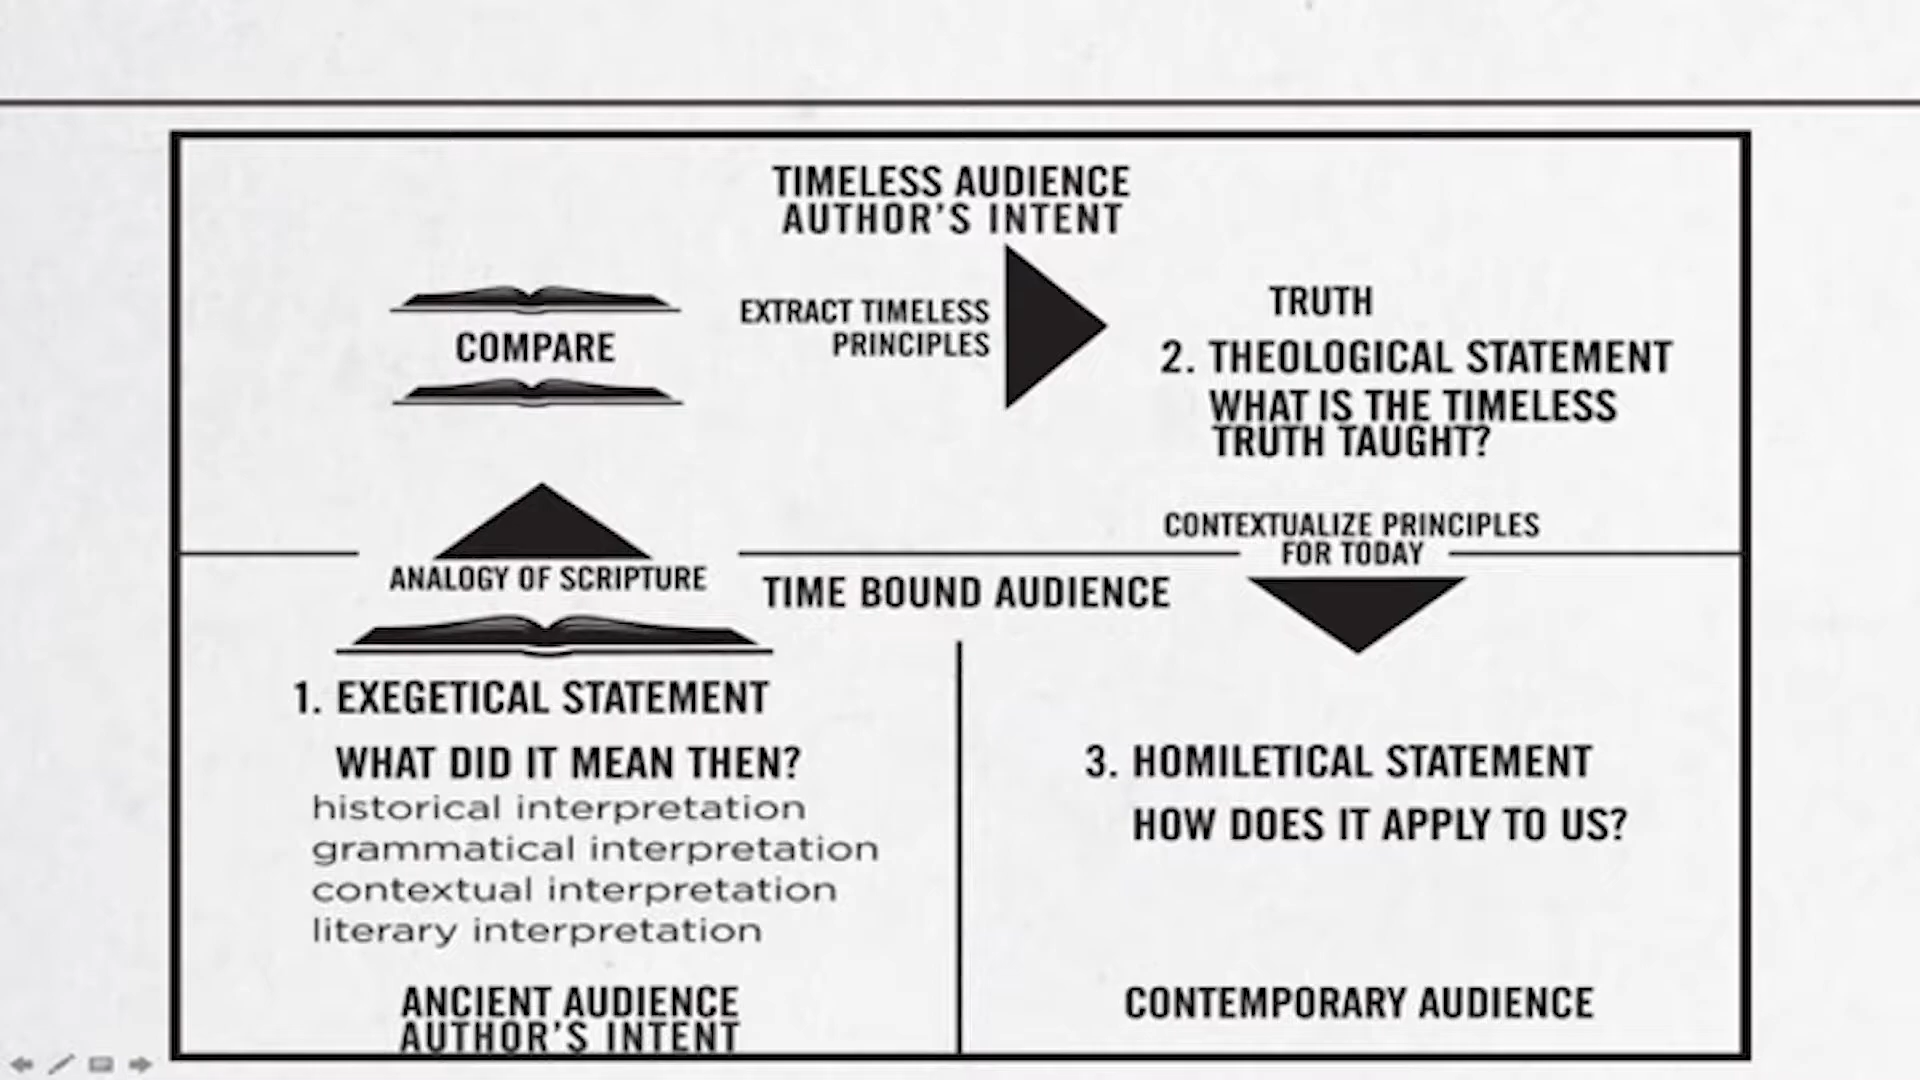 TIMELESS AUDIENCE
AUTHOR'S INTENT
COMPARE
EXTRACT TIMELESS
PRINCIPLES
TRUTH
2. THEOLOGICAL STATEMENT
WHAT IS THE TIMELESS
TRUTH TAUGHT?
CONTEXTUALIZE PRINCIPLES
FOR TODAY
ANALOGY OF SCRIPTURE
TIME BOUND AUDIENCE
1. EXEGETICAL STATEMENT
WHAT DID IT MEAN THEN?
historical interpretation
grammatical interpretation
contextual interpretation
literary interpretation
ANCIENT AUDIENCE
AUTHOR'S INTENT
3. HOMILETICAL STATEMENT
HOW DOES IT APPLY TO US?
CONTEMPORARY AUDIENCE